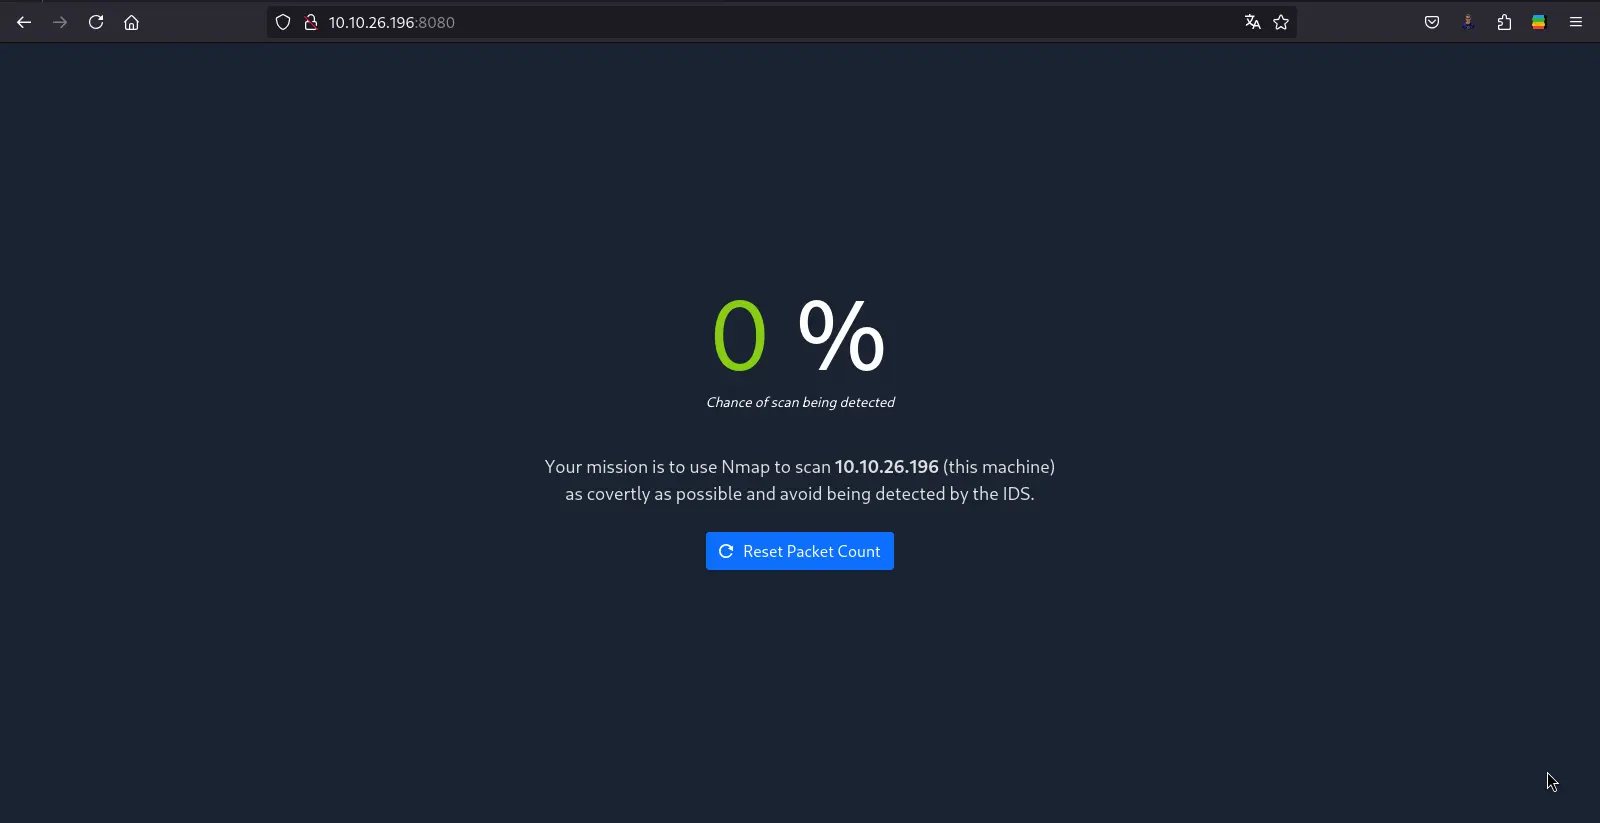 10.10.26.196:8080
0 %
Chance of scan being detected
Your mission is to use Nmap to scan 10.10.26.196 (this machine)
as covertly as possible and avoid being detected by the IDS.
Reset Packet Count